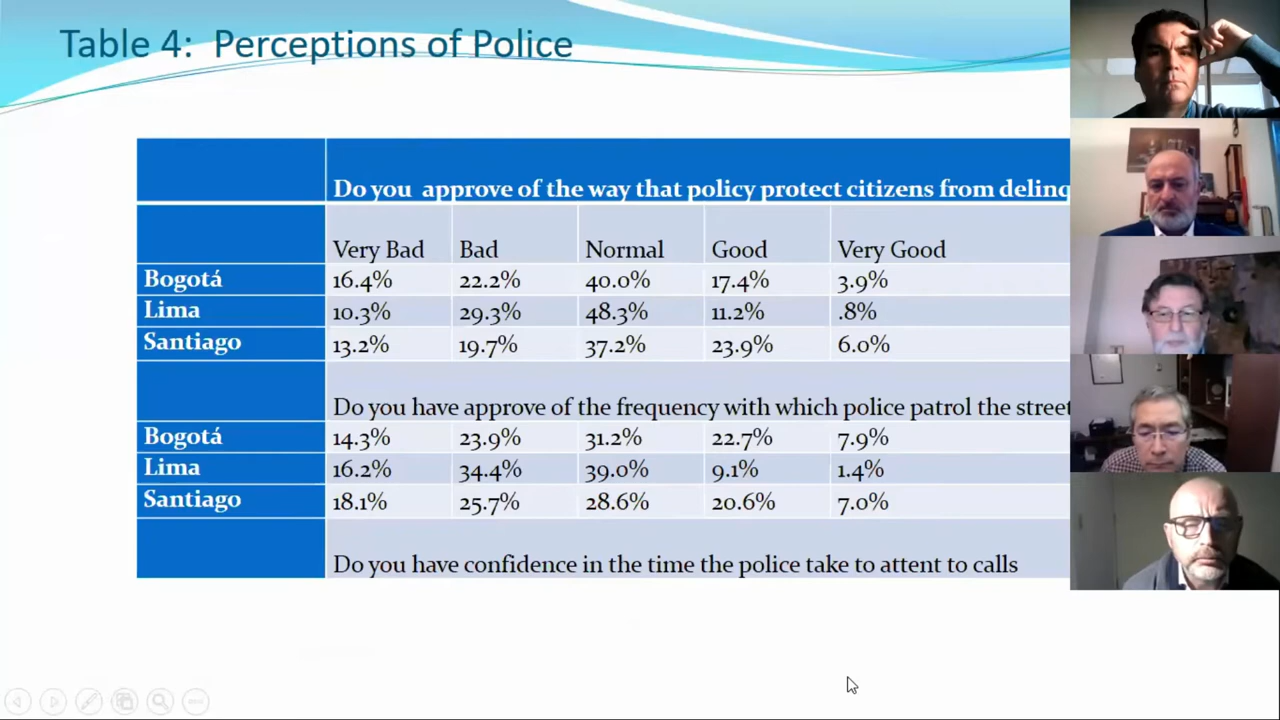 Table 4: Perceptions of Police
Do you approve of the way that policy protect citizens from delinq
Very Bad Bad Normal Good Very Good
Bogotá 16.4% 22.2% 40.0% 17.4% 3.9%
Lima 10.3% 29.3% 48.3% 11.2% .8%
Santiago 13.2% 19.7% 37.2% 23.9% 6.0%
Do you have approve of the frequency with which police patrol the street
Bogotá 14.3% 23.9% 31.2% 22.7% 7.9%
Lima 16.2% 34.4% 39.0% 9.1% 1.4%
Santiago 18.1% 25.7% 28.6% 20.6% 7.0%
Do you have confidence in the time the police take to attent to calls